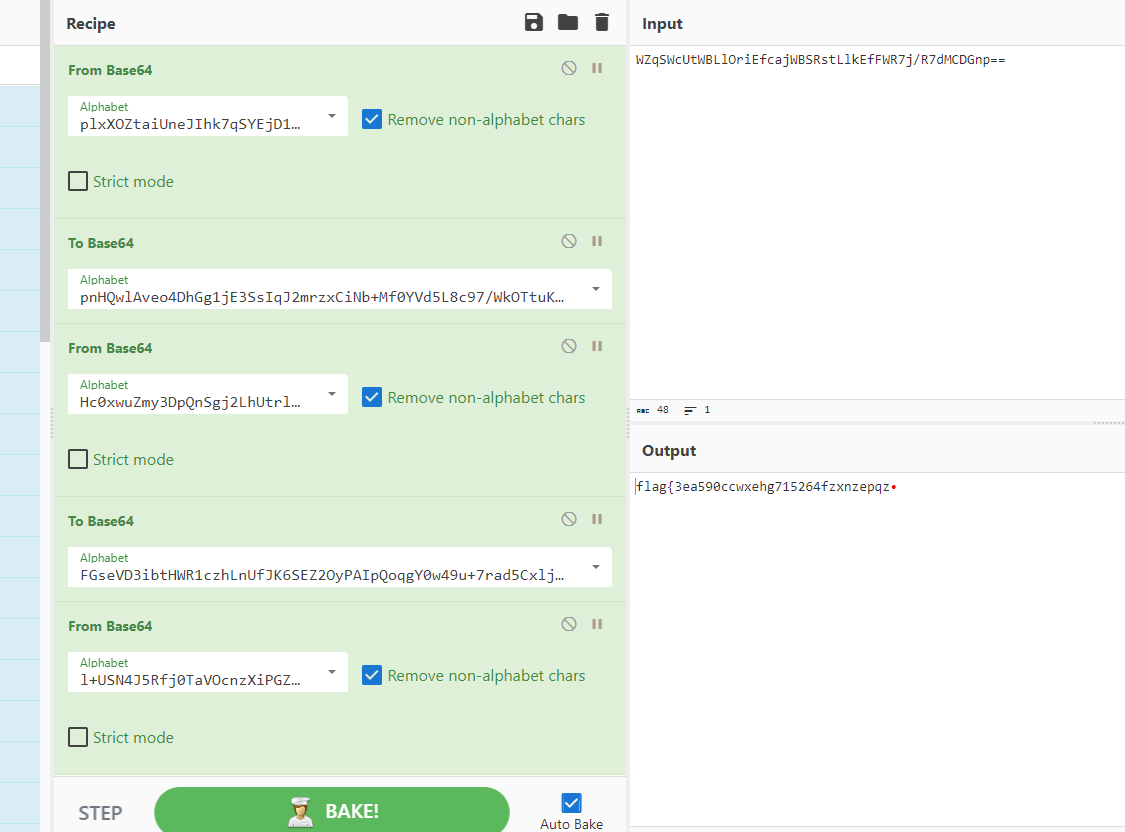 Recipe
From Base64
Alphabet
plxXOZtaiUneJIhk7qSYEjD1…
Remove non-alphabet chars
Strict mode
To Base64
Alphabet
pnHQwlAveo4DhGg1jE3SsIqJ2mrzxCiNb+Mf0YVd5L8c97/WkOTtuK…
From Base64
Alphabet
Hc0xwuZmy3DpQnSgj2LhUtrl…
Remove non-alphabet chars
Strict mode
To Base64
Alphabet
FGseVD3ibtHWR1czhLnUfJK6SEZ2OyPAIpQoqgY0w49u+7rad5Cxlj…
From Base64
Alphabet
l+USN4J5Rfj0TaVOcnzXiPGZ…
Remove non-alphabet chars
Strict mode
STEP
BAKE!
Auto Bake
Input
WZqSWcUtWBLlOriEfcajWBSRstLlkEfFWR7j/R7dMCDGnp==
ABC 48 1
Output
flag{3ea590ccwxehg715264fzxnzepqz•